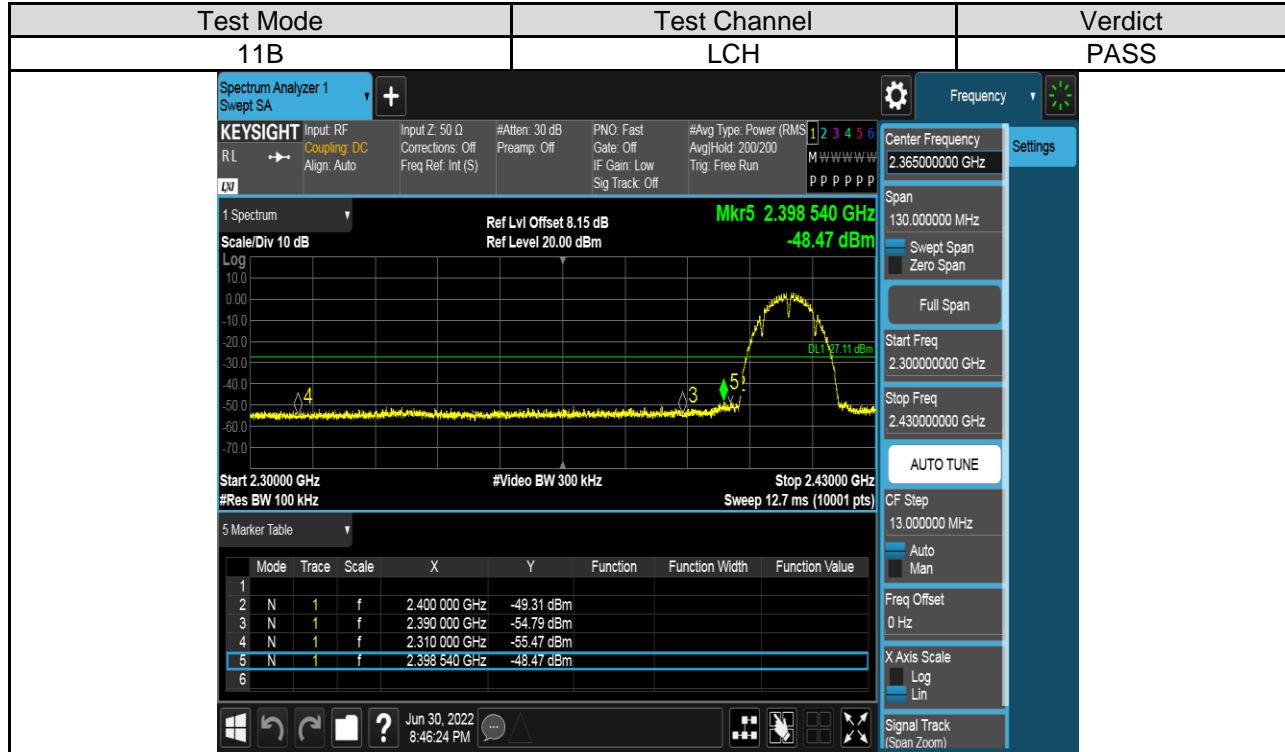 Test Mode Test Channel Verdict
11B LCH PASS
Spectrum Analyzer 1
Swept SA
+
Frequency
KEYSIGHT Input: RF Input Z: 50 Ω #Atten: 30 dB PNO: Fast #Avg Type: Power (RMS 1 2 3 4 5 6
RL Coupling: DC Corrections: Off Preamp: Off Gate: Off Avg|Hold: 200/200 M W W W W W
Align: Auto Freq Ref: Int (S) IF Gain: Low Trig: Free Run
LXI Sig Track: Off P P P P P P
Center Frequency
2.365000000 GHz
Settings
Span
130.000000 MHz
Swept Span
Zero Span
Full Span
Start Freq
2.300000000 GHz
Stop Freq
2.430000000 GHz
AUTO TUNE
CF Step
13.000000 MHz
Auto
Man
Freq Offset
0 Hz
X Axis Scale
Log
Lin
Signal Track
(Span Zoom)
1 Spectrum Ref Lvl Offset 8.15 dB Mkr5 2.398 540 GHz
Scale/Div 10 dB Ref Level 20.00 dBm -48.47 dBm
Log
10.0
0.00
-10.0
-20.0
DL1 -27.11 dBm
-30.0
-40.0
4 3 5
-50.0
-60.0
-70.0
Start 2.30000 GHz #Video BW 300 kHz Stop 2.43000 GHz
#Res BW 100 kHz Sweep 12.7 ms (10001 pts)
5 Marker Table
Mode Trace Scale X Y Function Function Width Function Value
1
2 N 1 f 2.400 000 GHz -49.31 dBm
3 N 1 f 2.390 000 GHz -54.79 dBm
4 N 1 f 2.310 000 GHz -55.47 dBm
5 N 1 f 2.398 540 GHz -48.47 dBm
6
? Jun 30, 2022
8:46:24 PM